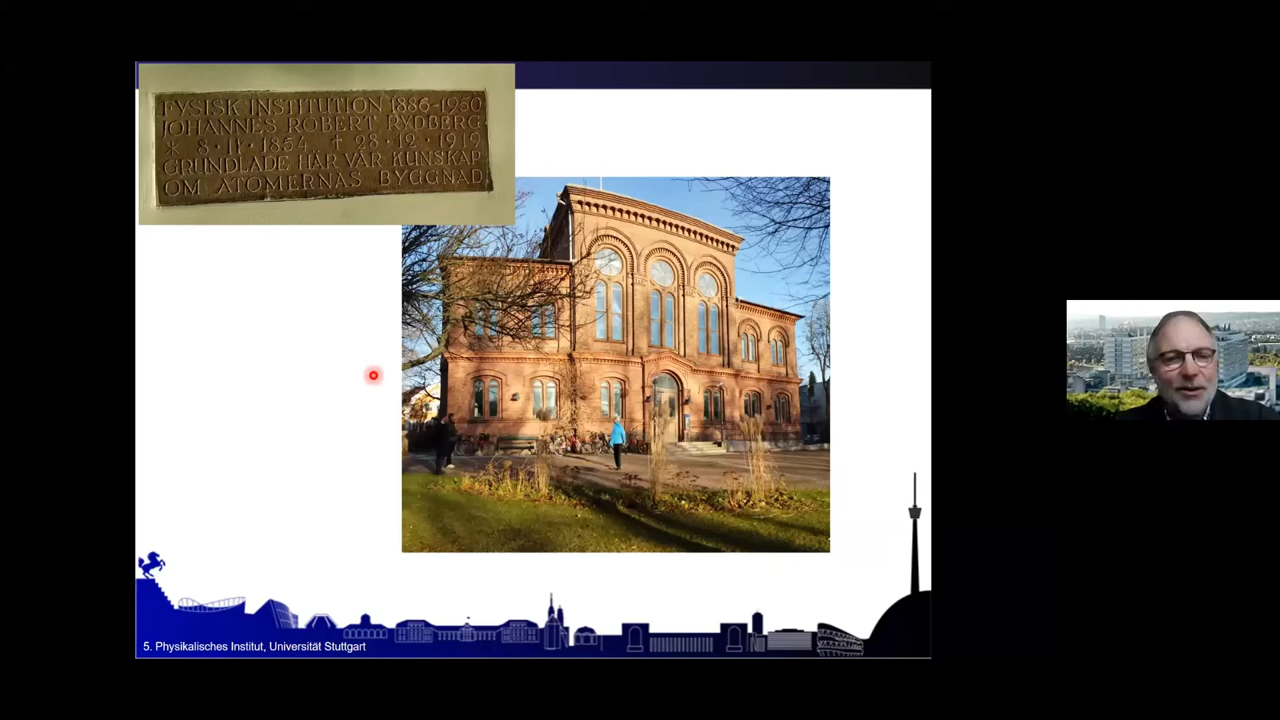 FYSISK INSTITUTION 1886-1950
JOHANNES ROBERT RYDBERG
* 8·11·1854 † 28·12·1919
GRUNDLADE HÄR VÅR KUNSKAP
OM ATOMERNAS BYGGNAD
5. Physikalisches Institut, Universität Stuttgart